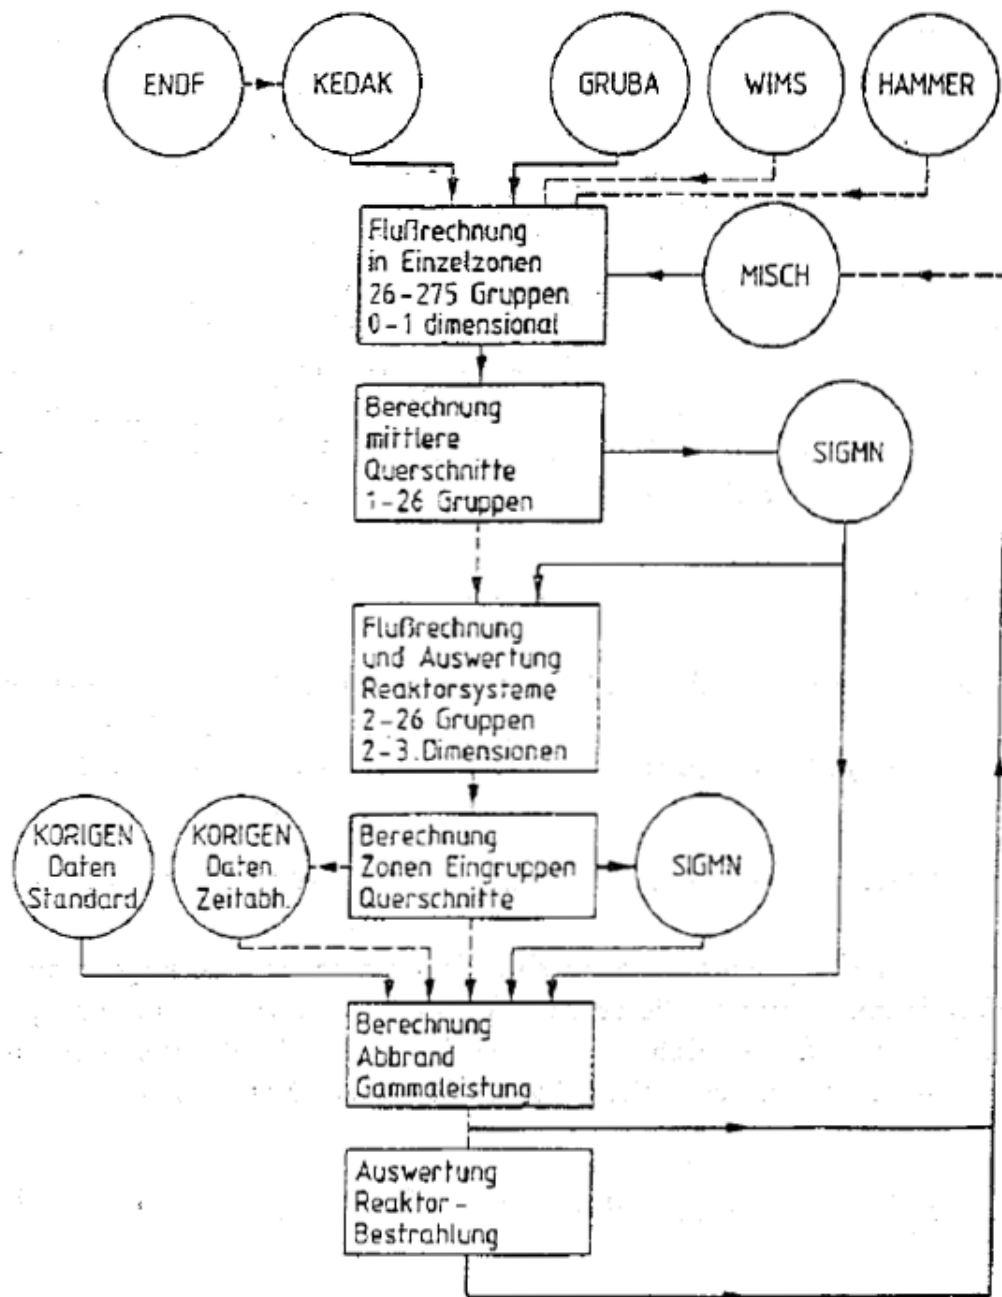 ENDF
KEDAK
GRUBA
WIMS
HAMMER
Flußrechnung
in Einzelzonen
26-275 Gruppen
0-1 dimensional
MISCH
Berechnung
mittlere
Querschnitte
1-26 Gruppen
SIGMN
Flußrechnung
und Auswertung
Reaktorsysteme
2-26 Gruppen
2-3.Dimensionen
KORIGEN
Daten
Standard
KORIGEN
Daten
Zeitabh.
Berechnung
Zonen Eingruppen
Querschnitte
SIGMN
Berechnung
Abbrand
Gammaleistung
Auswertung
Reaktor-
Bestrahlung